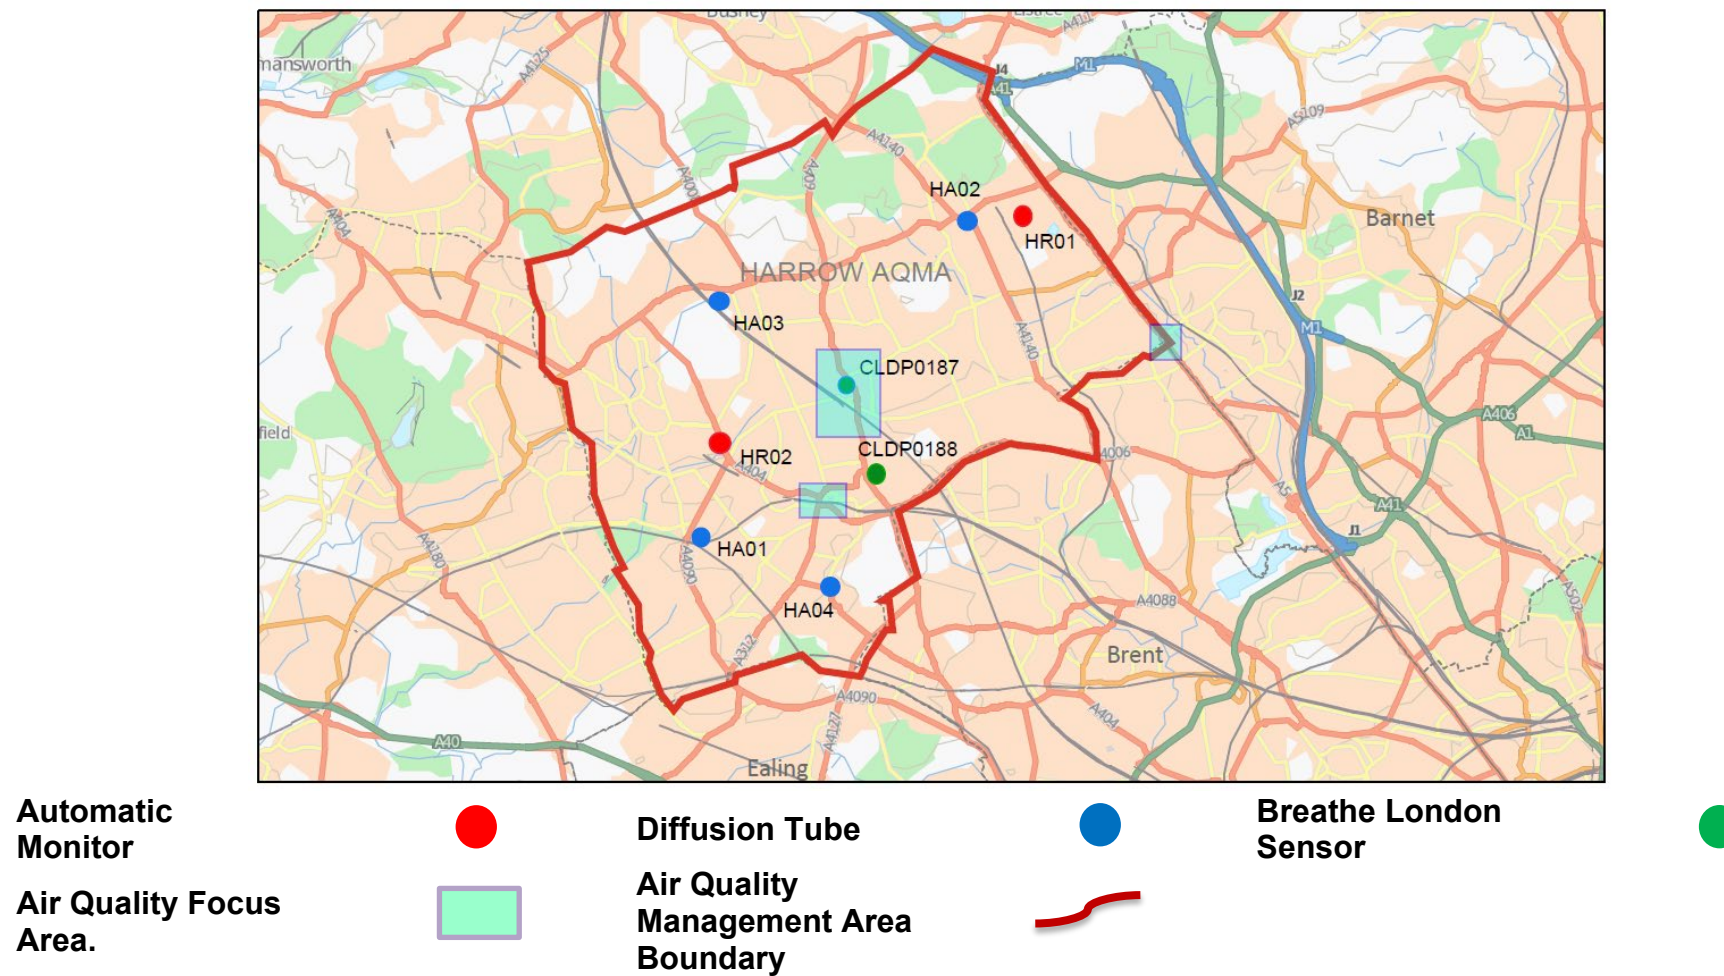 Bushey
Elstree
A411
mansworth
A4125
J4
M1
A41
A5109
A4140
A409
A4008
HA02
Barnet
A404
HR01
HARROW AQMA
J2
HA03
M1
A4140
CLDP0187
A406
A1
field
CLDP0188
HR02
A404
4006
A5
A41
J1
HA01
A4180
A4090
HA04
A4088
A502
A312
Brent
A4090
A404
A4127
A40
Ealing
Automatic
Monitor
Diffusion Tube
Breathe London
Sensor
Air Quality Focus
Area.
Air Quality
Management Area
Boundary